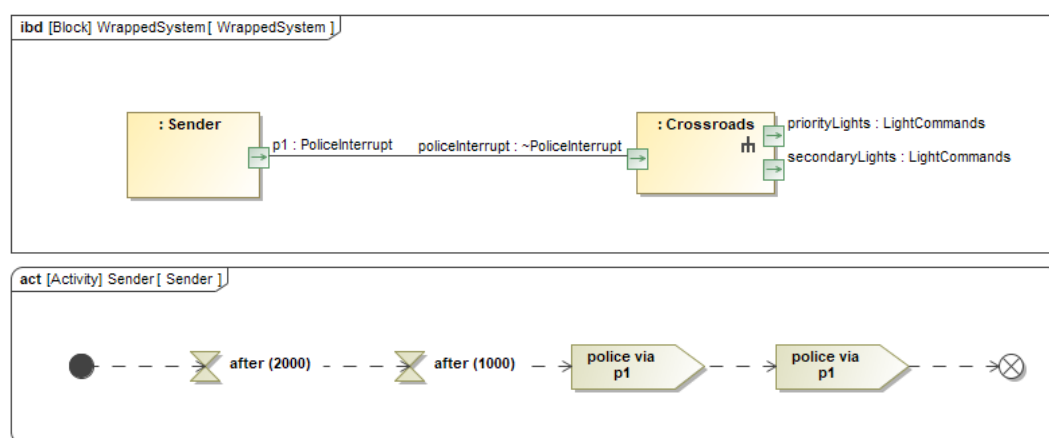 ibd [Block] WrappedSystem[ WrappedSystem ]
: Sender
p1 : PoliceInterrupt
policeInterrupt : ~PoliceInterrupt
: Crossroads
priorityLights : LightCommands
secondaryLights : LightCommands
act [Activity] Sender[ Sender ]
after (2000)
after (1000)
police via
p1
police via
p1